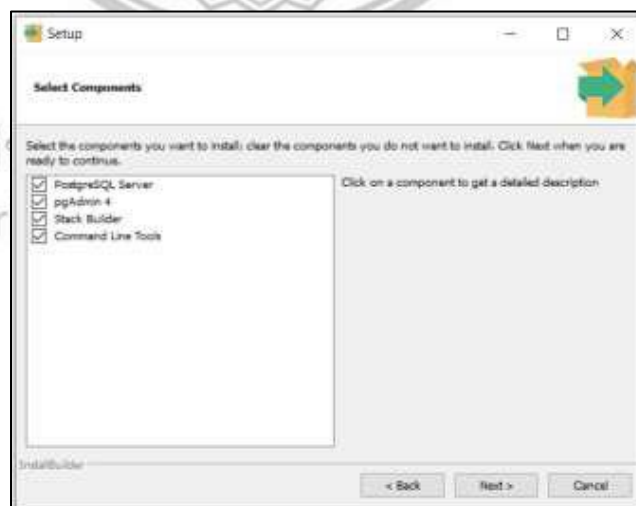 Setup
Select Components
Select the components you want to install; clear the components you do not want to install. Click Next when you are
ready to continue.
PostgreSQL Server
pgAdmin 4
Stack Builder
Command Line Tools
Click on a component to get a detailed description
InstallBuilder
< Back
Next >
Cancel